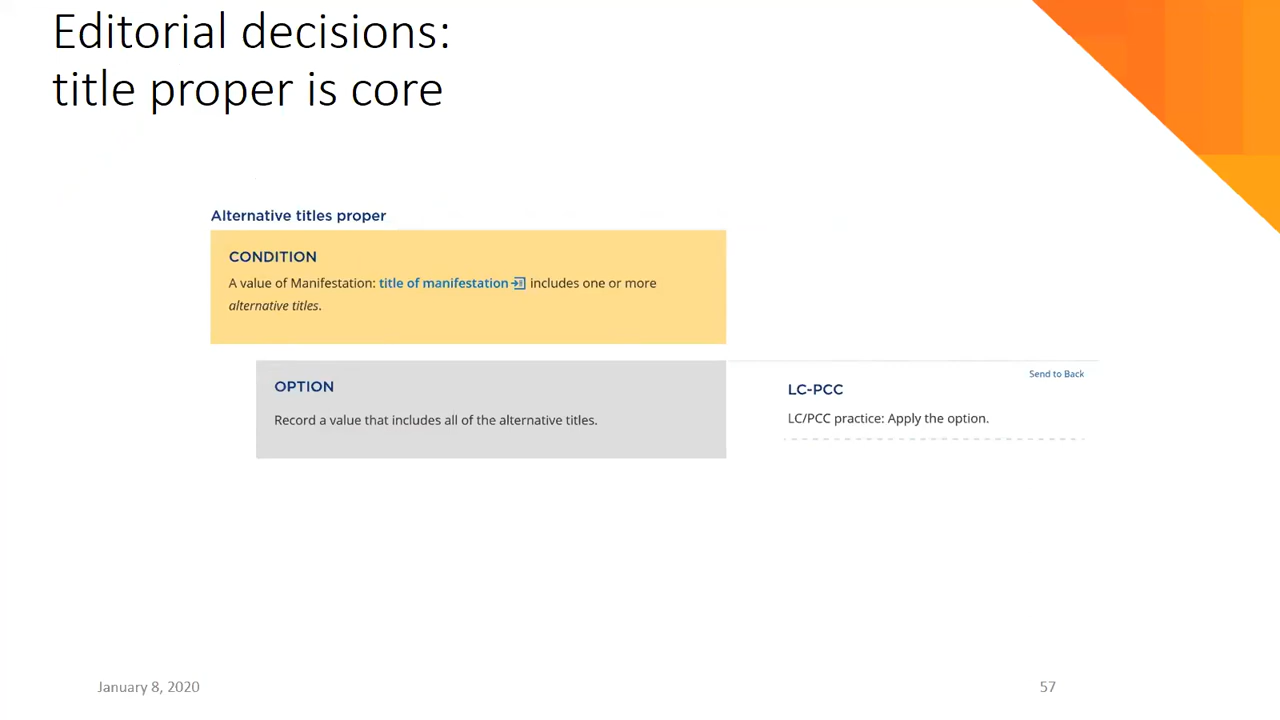 Editorial decisions:
title proper is core
Alternative titles proper
CONDITION
A value of Manifestation: title of manifestation includes one or more
alternative titles.
OPTION
Record a value that includes all of the alternative titles.
Send to Back
LC-PCC
LC/PCC practice: Apply the option.
January 8, 2020
57